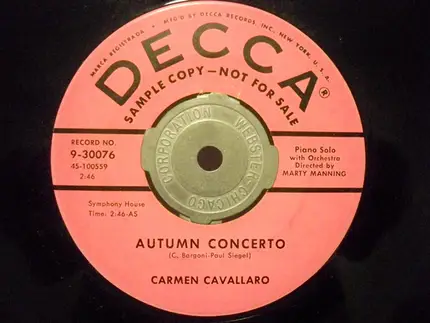 MARCA REGISTRADA • MFG'D BY DECCA RECORDS, INC., NEW YORK, U.S.A.
DECCA®
SAMPLE COPY—NOT FOR SALE
RECORD NO.
9-30076
45-100559
2:46
CORPORATION WEBSTER-CHICAGO
Piano Solo
with Orchestra
Directed by
MARTY MANNING
Symphony House
Time: 2:46-AS
AUTUMN CONCERTO
(C. Bargoni-Paul Siegel)
CARMEN CAVALLARO